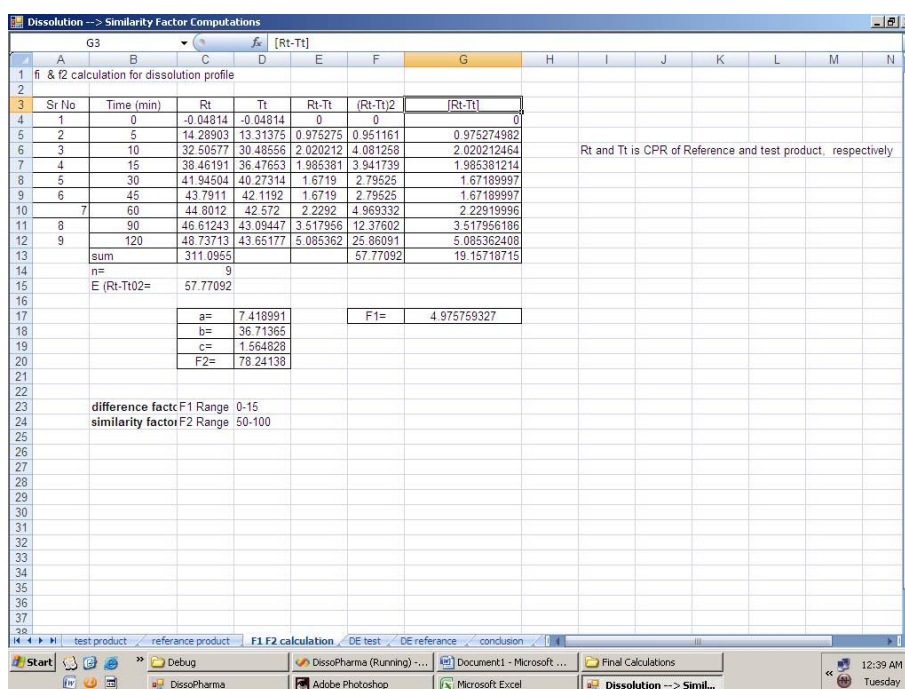 Dissolution --> Similarity Factor Computations
G3 fx [Rt-Tt]
A B C D E F G H I J K L M N
1 fi & f2 calculation for dissolution profile
2
3 Sr No Time (min) Rt Tt Rt-Tt (Rt-Tt)2 [Rt-Tt]
4 1 0 -0.04814 -0.04814 0 0 0
5 2 5 14.28903 13.31375 0.975275 0.951161 0.975274982
6 3 10 32.50577 30.48556 2.020212 4.081258 2.020212464 Rt and Tt is CPR of Reference and test product, respectively
7 4 15 38.46191 36.47653 1.985381 3.941739 1.985381214
8 5 30 41.94504 40.27314 1.6719 2.79525 1.67189997
9 6 45 43.7911 42.1192 1.6719 2.79525 1.67189997
10 7 60 44.8012 42.572 2.2292 4.969332 2.22919996
11 8 90 46.61243 43.09447 3.517956 12.37602 3.517956186
12 9 120 48.73713 43.65177 5.085362 25.86091 5.085362408
13 sum 311.0955 57.77092 19.15718715
14 n= 9
15 E (Rt-Tt02= 57.77092
16
17 a= 7.418991 F1= 4.975759327
18 b= 36.71365
19 c= 1.564828
20 F2= 78.24138
21
22
23 difference facto F1 Range 0-15
24 similarity factor F2 Range 50-100
25
26
27
28
29
30
31
32
33
34
35
36
37
38
test product referance product F1 F2 calculation DE test DE referance conclusion
Start Debug DissoPharma (Running) -... Document1 - Microsoft ... Final Calculations 12:39 AM
DissoPharma Adobe Photoshop Microsoft Excel Dissolution --> Simil... Tuesday